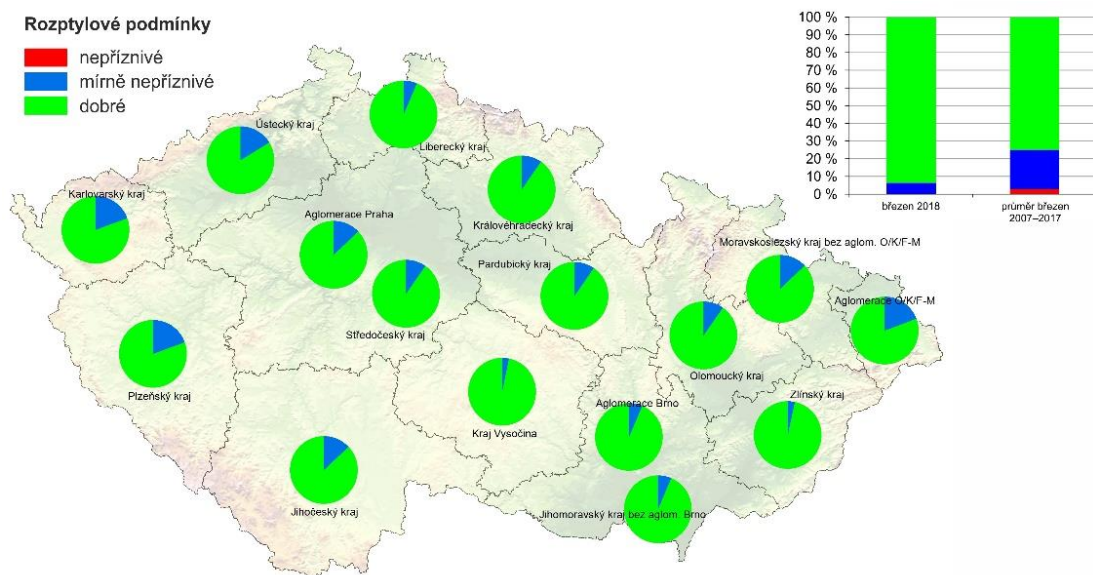 Rozptylové podmínky
nepříznivé
mírně nepříznivé
dobré
100 %
90 %
80 %
70 %
60 %
50 %
40 %
30 %
20 %
10 %
0 %
březen 2018
průměr březen
2007–2017
Ústecký kraj
Liberecký kraj
Karlovarský kraj
Aglomerace Praha
Královéhradecký kraj
Moravskoslezský kraj bez aglom. O/K/F-M
Pardubický kraj
Aglomerace O/K/F-M
Středočeský kraj
Olomoucký kraj
Plzeňský kraj
Zlínský kraj
Aglomerace Brno
Kraj Vysočina
Jihočeský kraj
Jihomoravský kraj bez aglom. Brno